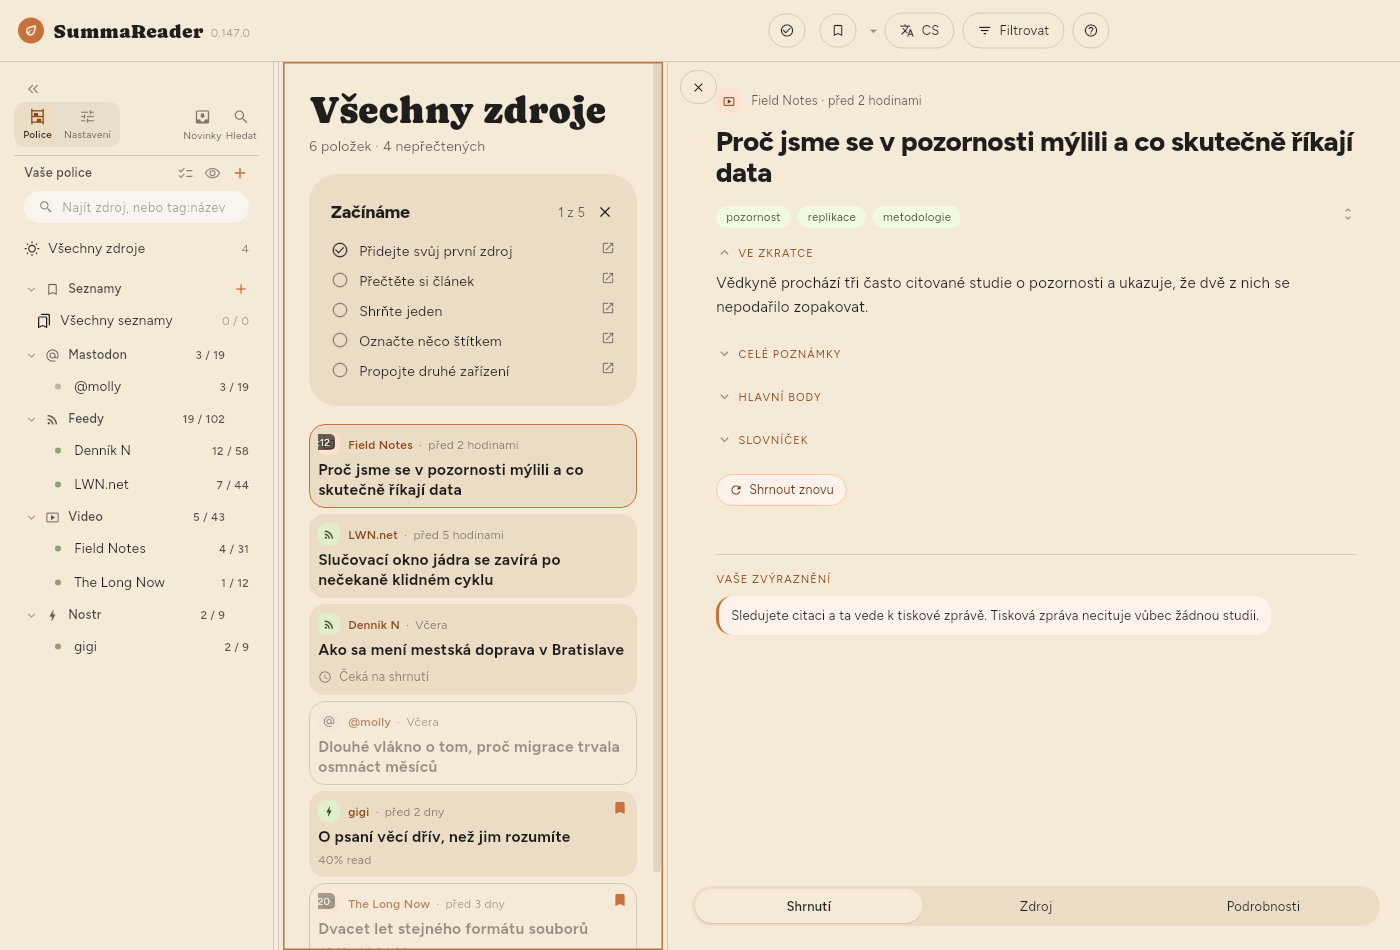 SummaReader 0.147.0
CS
Filtrovat
Police
Nastavení
Novinky
Hledat
Vaše police
Najít zdroj, nebo tag:název
Všechny zdroje 4
Seznamy
Všechny seznamy 0 / 0
Mastodon 3 / 19
@molly 3 / 19
Feedy 19 / 102
Denník N 12 / 58
LWN.net 7 / 44
Video 5 / 43
Field Notes 4 / 31
The Long Now 1 / 12
Nostr 2 / 9
gigi 2 / 9
Všechny zdroje
6 položek · 4 nepřečtených
Začínáme 1 z 5
Přidejte svůj první zdroj
Přečtěte si článek
Shrňte jeden
Označte něco štítkem
Propojte druhé zařízení
:12
Field Notes · před 2 hodinami
Proč jsme se v pozornosti mýlili a co
skutečně říkají data
LWN.net · před 5 hodinami
Slučovací okno jádra se zavírá po
nečekaně klidném cyklu
Denník N · Včera
Ako sa mení mestská doprava v Bratislave
Čeká na shrnutí
@molly · Včera
Dlouhé vlákno o tom, proč migrace trvala
osmnáct měsíců
gigi · před 2 dny
O psaní věcí dřív, než jim rozumíte
40% read
20
The Long Now · před 3 dny
Dvacet let stejného formátu souborů
Field Notes · před 2 hodinami
Proč jsme se v pozornosti mýlili a co skutečně říkají
data
pozornost
replikace
metodologie
VE ZKRATCE
Vědkyně prochází tři často citované studie o pozornosti a ukazuje, že dvě z nich se
nepodařilo zopakovat.
CELÉ POZNÁMKY
HLAVNÍ BODY
SLOVNÍČEK
Shrnout znovu
VAŠE ZVÝRAZNĚNÍ
Sledujete citaci a ta vede k tiskové zprávě. Tisková zpráva necituje vůbec žádnou studii.
Shrnutí
Zdroj
Podrobnosti